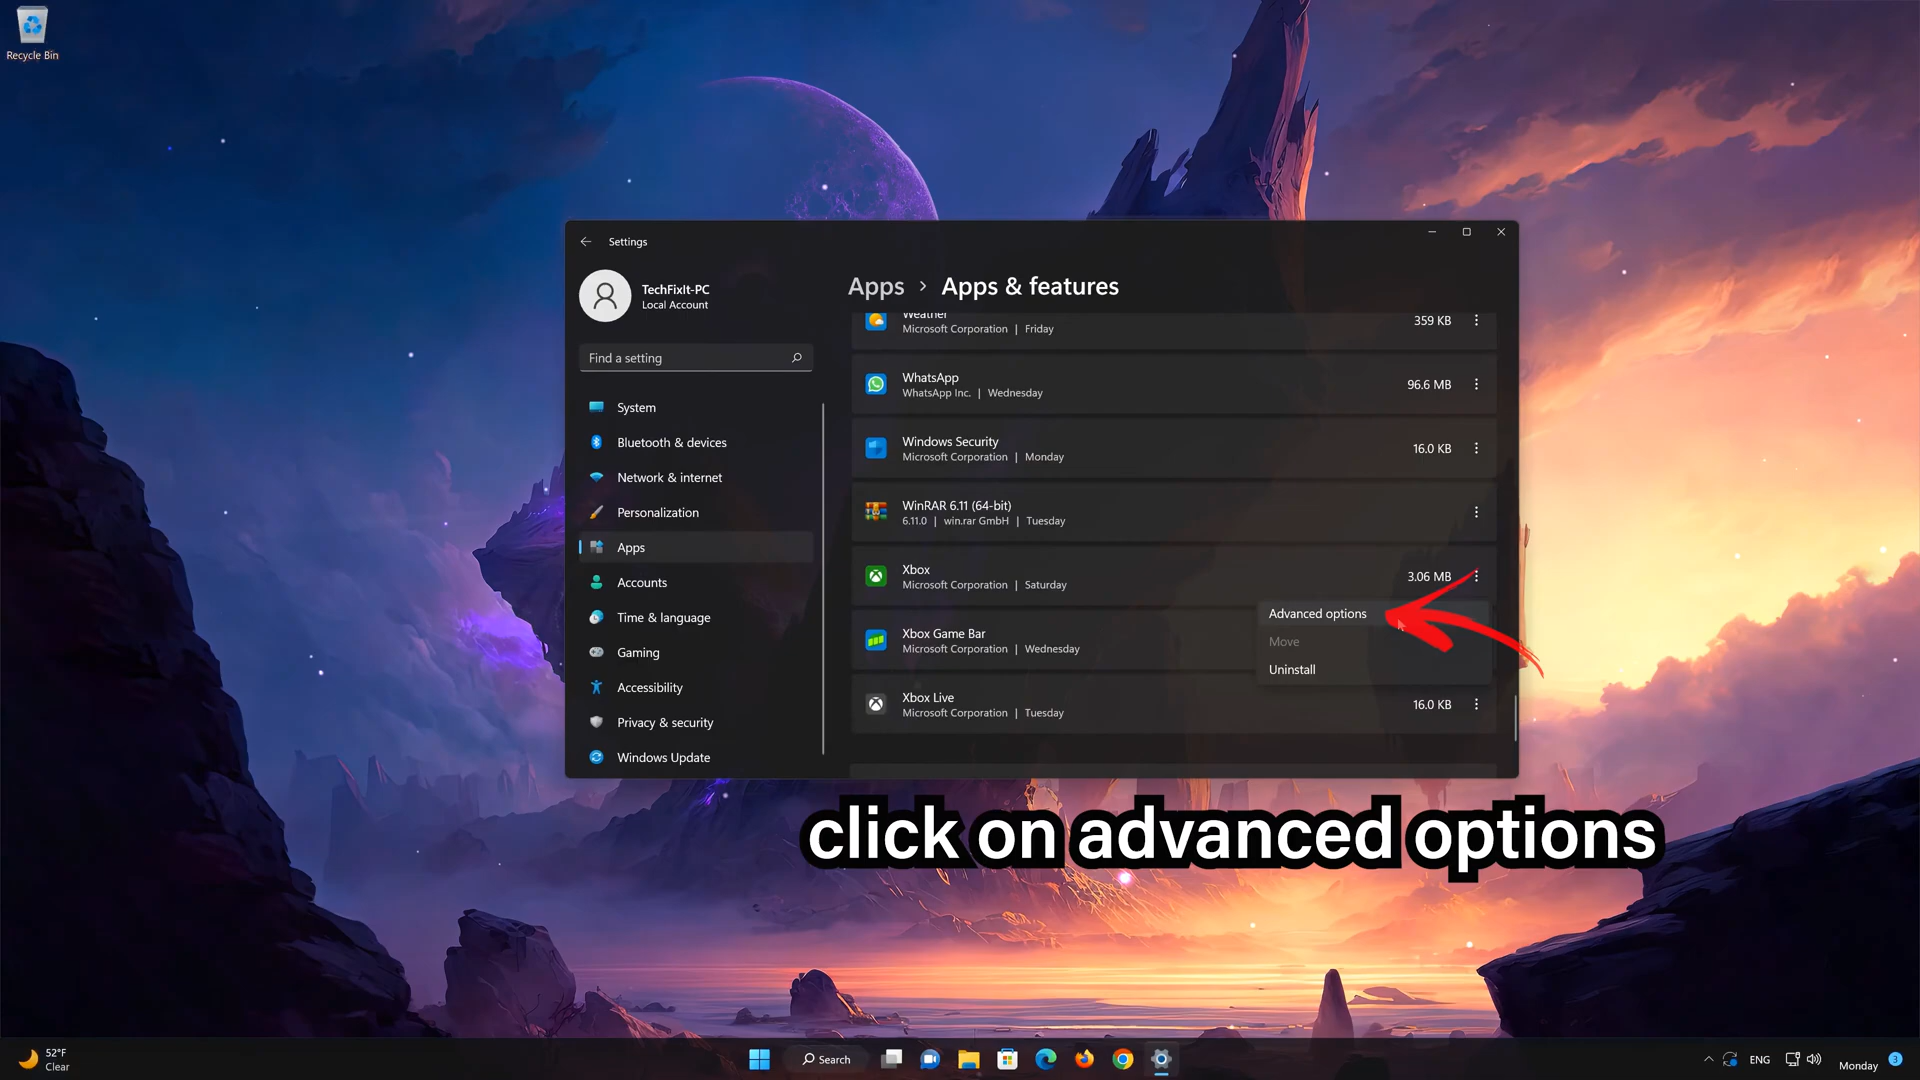 Recycle Bin
Settings
TechFixIt-PC
Local Account
Find a setting
System
Bluetooth & devices
Network & internet
Personalization
Apps
Accounts
Time & language
Gaming
Accessibility
Privacy & security
Windows Update
Apps > Apps & features
Weather
Microsoft Corporation | Friday
359 KB
WhatsApp
WhatsApp Inc. | Wednesday
96.6 MB
Windows Security
Microsoft Corporation | Monday
16.0 KB
WinRAR 6.11 (64-bit)
6.11.0 | win.rar GmbH | Tuesday
Xbox
Microsoft Corporation | Saturday
3.06 MB
Advanced options
Move
Uninstall
Xbox Game Bar
Microsoft Corporation | Wednesday
Xbox Live
Microsoft Corporation | Tuesday
16.0 KB
click on advanced options
52°F
Clear
Search
ENG
Monday
3